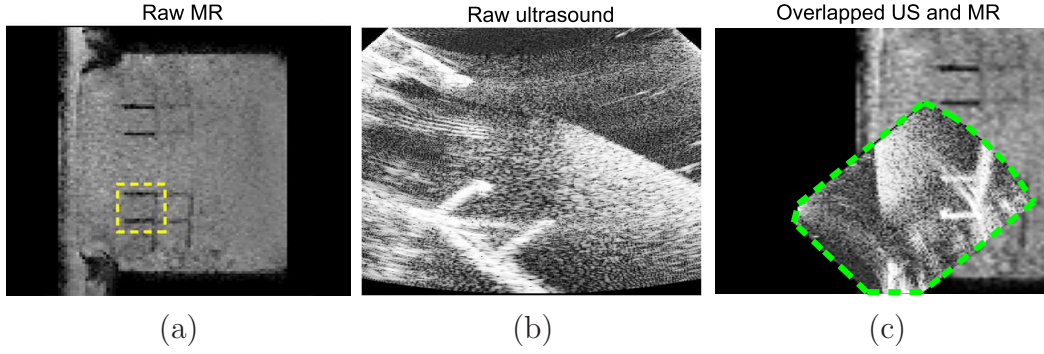 Raw MR
Raw ultrasound
Overlapped US and MR
(a)
(b)
(c)